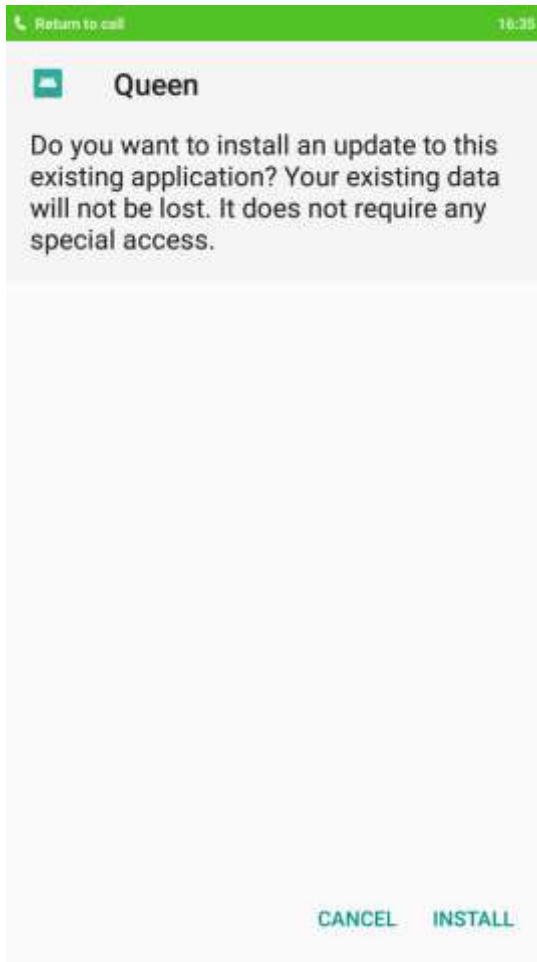 Return to call 16:35
Queen
Do you want to install an update to this
existing application? Your existing data
will not be lost. It does not require any
special access.
CANCEL INSTALL